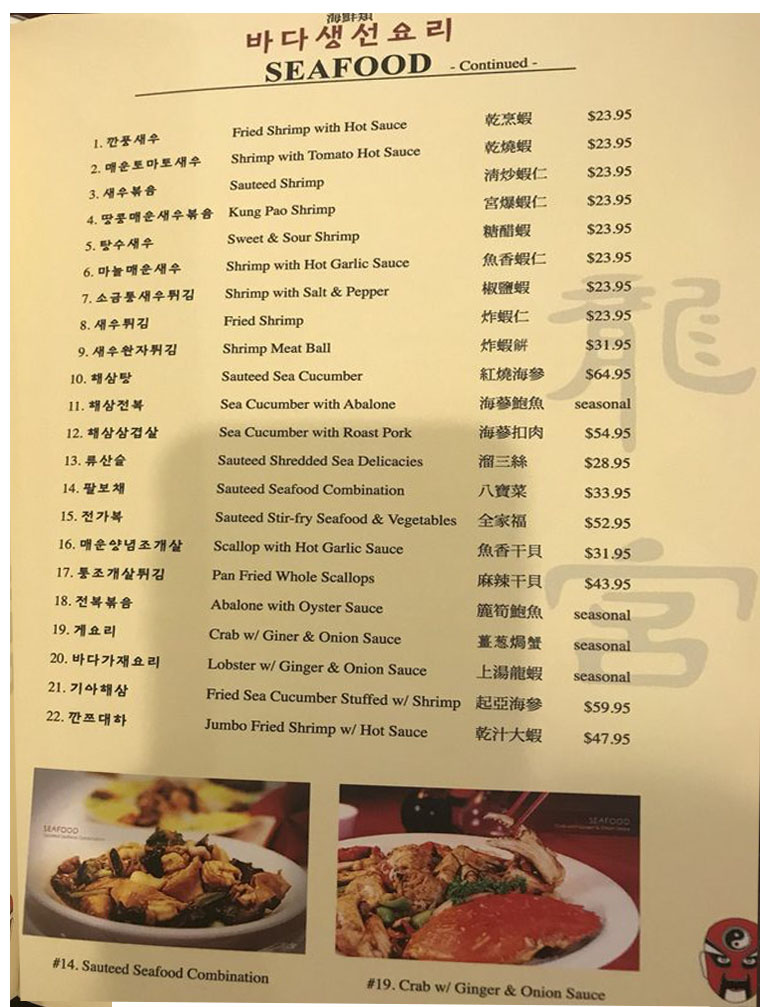 海鮮類
바다생선요리
SEAFOOD - Continued -
1. 깐풍새우 Fried Shrimp with Hot Sauce 乾烹蝦 $23.95
2. 매운토마토새우 Shrimp with Tomato Hot Sauce 乾燒蝦 $23.95
3. 새우볶음 Sauteed Shrimp 清炒蝦仁 $23.95
4. 땅콩매운새우볶음 Kung Pao Shrimp 宮爆蝦仁 $23.95
5. 탕수새우 Sweet & Sour Shrimp 糖醋蝦 $23.95
6. 마늘매운새우 Shrimp with Hot Garlic Sauce 魚香蝦仁 $23.95
7. 소금통새우튀김 Shrimp with Salt & Pepper 椒鹽蝦 $23.95
8. 새우튀김 Fried Shrimp 炸蝦仁 $23.95
9. 새우완자튀김 Shrimp Meat Ball 炸蝦餠 $31.95
10. 해삼탕 Sauteed Sea Cucumber 紅燒海參 $64.95
11. 해삼전복 Sea Cucumber with Abalone 海蔘鮑魚 seasonal
12. 해삼삼겹살 Sea Cucumber with Roast Pork 海蔘扣肉 $54.95
13. 류산슬 Sauteed Shredded Sea Delicacies 溜三絲 $28.95
14. 팔보채 Sauteed Seafood Combination 八寶菜 $33.95
15. 전가복 Sauteed Stir-fry Seafood & Vegetables 全家福 $52.95
16. 매운양념조개살 Scallop with Hot Garlic Sauce 魚香干貝 $31.95
17. 통조개살튀김 Pan Fried Whole Scallops 麻辣干貝 $43.95
18. 전복볶음 Abalone with Oyster Sauce 鮑魚 seasonal
19. 게요리 Crab w/ Giner & Onion Sauce 薑葱焗蟹 seasonal
20. 바다가재요리 Lobster w/ Ginger & Onion Sauce 上湯龍蝦 seasonal
21. 기아해삼 Fried Sea Cucumber Stuffed w/ Shrimp 起亞海參 $59.95
22. 깐쯔대하 Jumbo Fried Shrimp w/ Hot Sauce 乾汁大蝦 $47.95
龍
宮
SEAFOOD
SEAFOOD
#14. Sauteed Seafood Combination
#19. Crab w/ Ginger & Onion Sauce